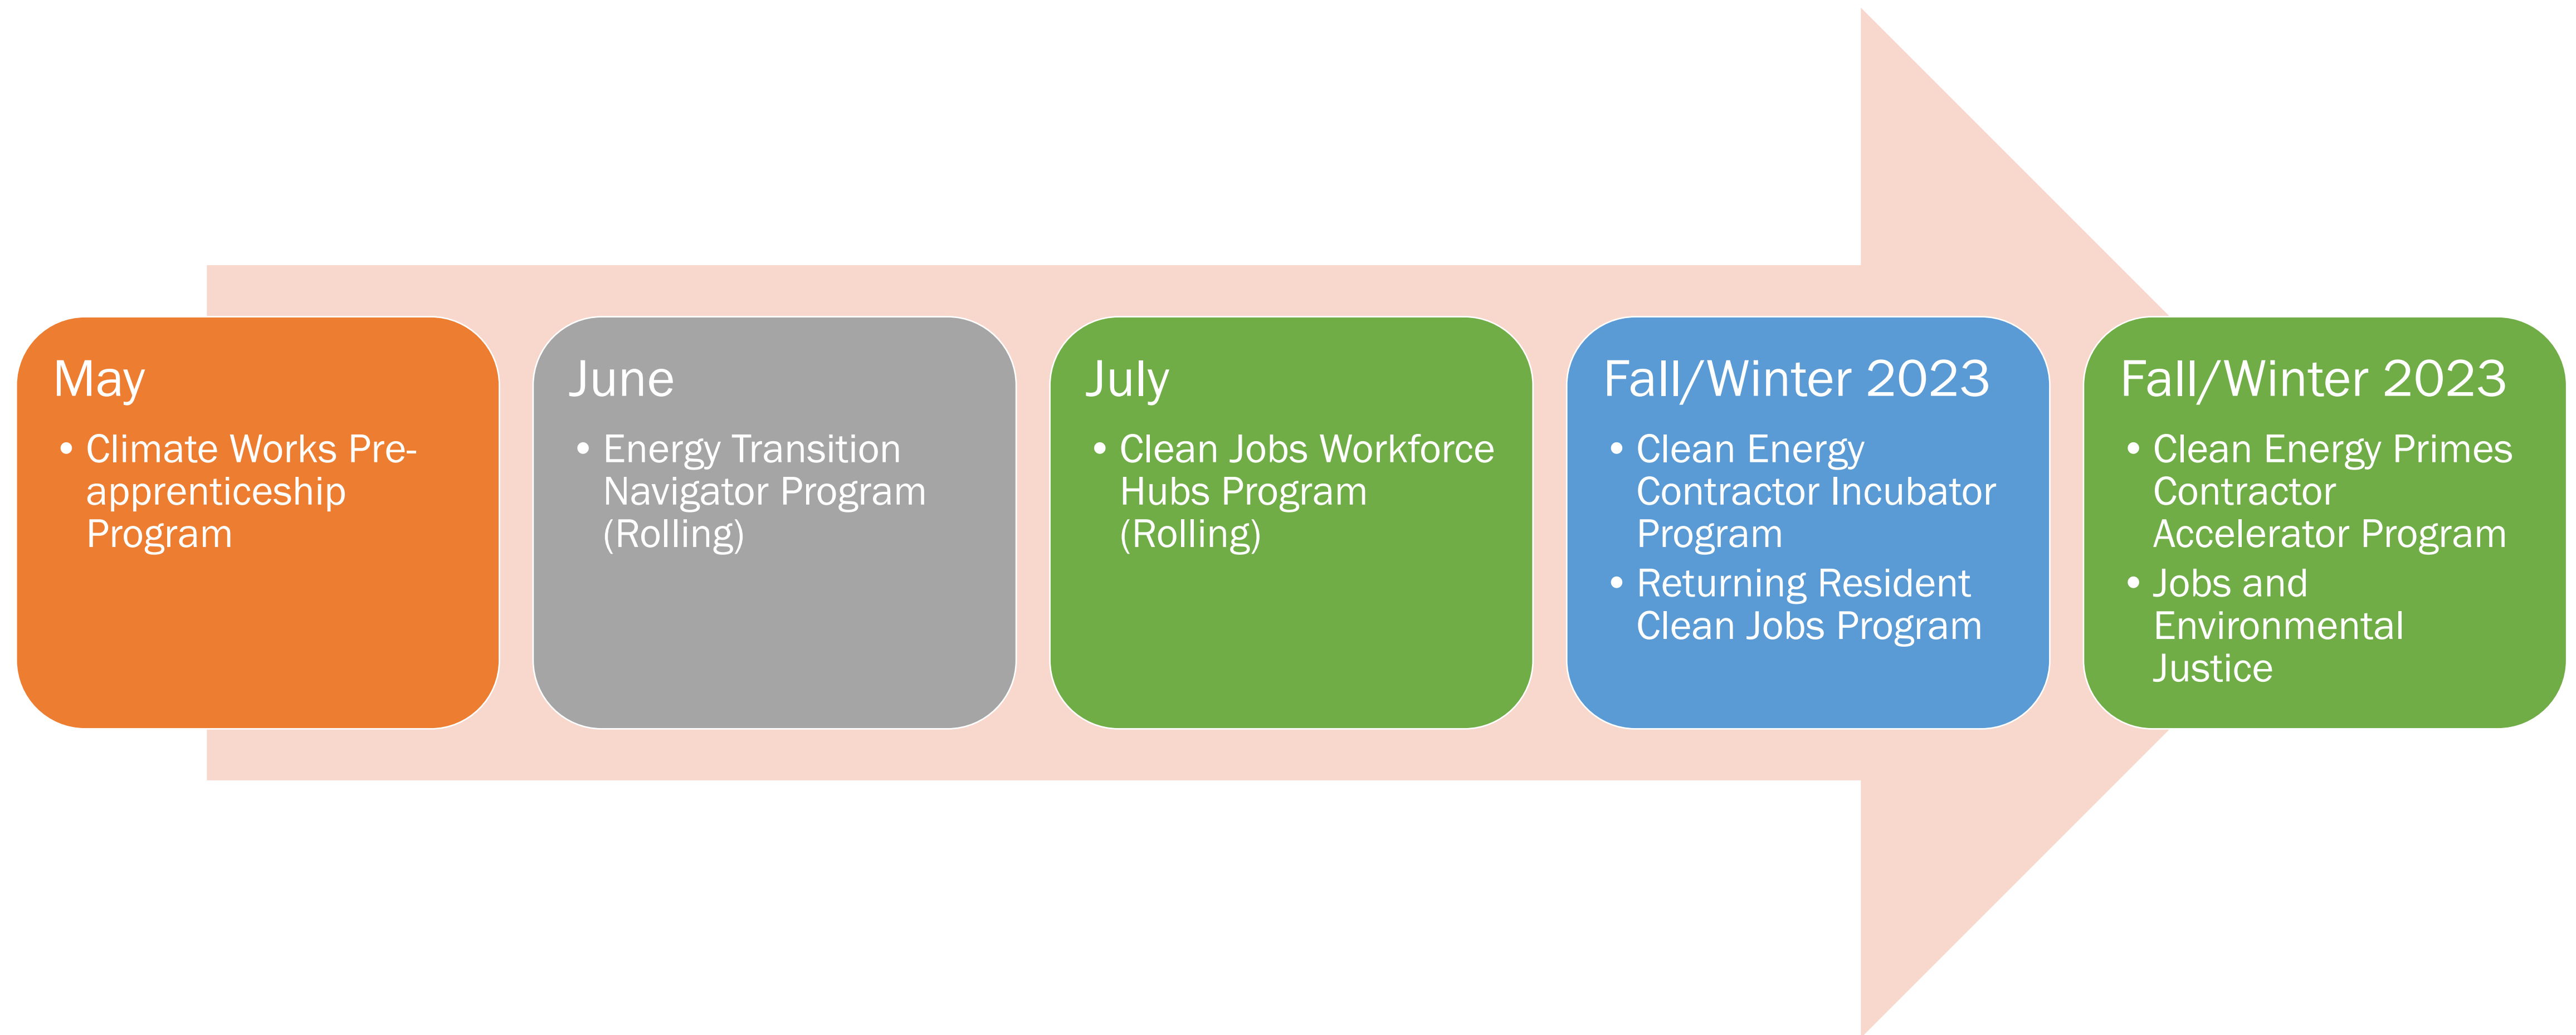 May
• Climate Works Pre-
apprenticeship
Program
June
• Energy Transition
Navigator Program
(Rolling)
July
• Clean Jobs Workforce
Hubs Program
(Rolling)
Fall/Winter 2023
• Clean Energy
Contractor Incubator
Program
• Returning Resident
Clean Jobs Program
Fall/Winter 2023
• Clean Energy Primes
Contractor
Accelerator Program
• Jobs and
Environmental
Justice